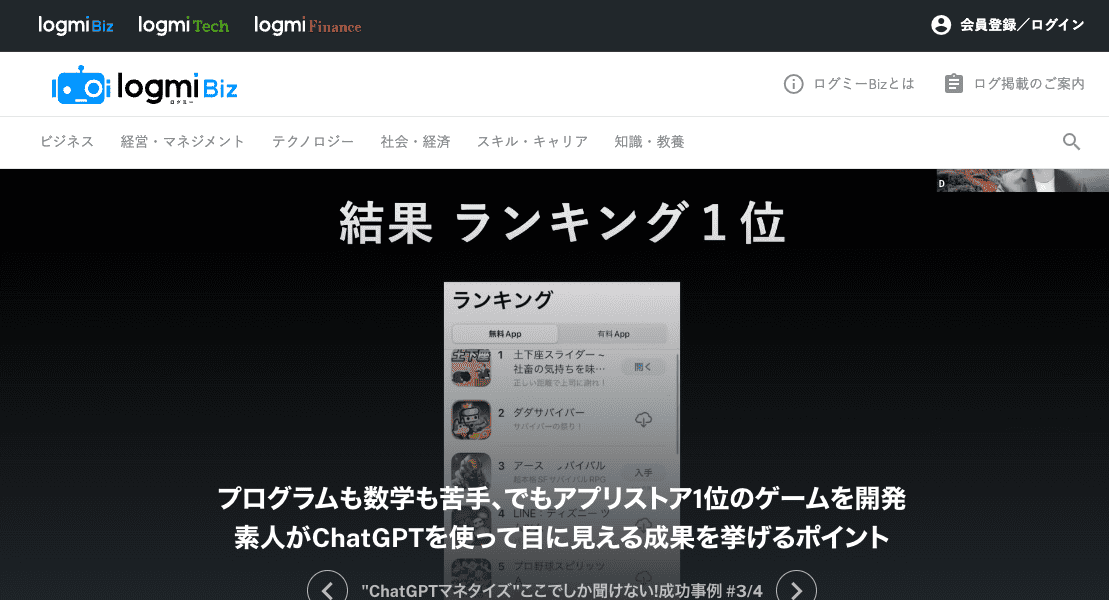 logmi Biz logmi Tech logmi Finance 会員登録／ログイン
logmi Biz
ログミー
ログミーBizとは ログ掲載のご案内
ビジネス 経営・マネジメント テクノロジー 社会・経済 スキル・キャリア 知識・教養
D
結果 ランキング１位
ランキング
無料App 有料App
1 土下座スライダー ~
社畜の気持ちを味… 開く
正しい距離で上司に謝れ！
2 ダダサバイバー
サバイバーの祭り！
3 アース バイバル 入手
超本格 SF サバイバル RPG
プログラムも数学も苦手、でもアプリストア1位のゲームを開発
4 LINE：ディズニー ツ
素人がChatGPTを使って目に見える成果を挙げるポイント
5 プロ野球スピリッツ
A
"ChatGPTマネタイズ"ここでしか聞けない!成功事例 #3/4